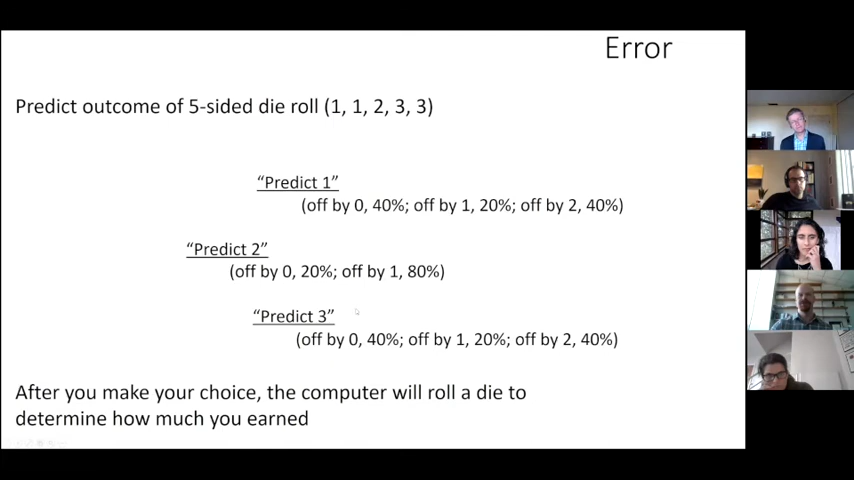 Error
Predict outcome of 5-sided die roll (1, 1, 2, 3, 3)
“Predict 1”
(off by 0, 40%; off by 1, 20%; off by 2, 40%)
“Predict 2”
(off by 0, 20%; off by 1, 80%)
“Predict 3”
(off by 0, 40%; off by 1, 20%; off by 2, 40%)
After you make your choice, the computer will roll a die to
determine how much you earned